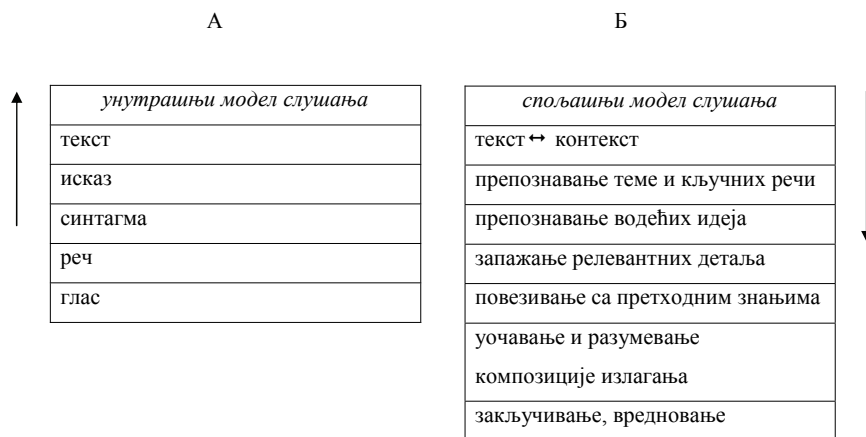 А
унутрашњи модел слушања
текст
исказ
синтагма
реч
глас
Б
спољашњи модел слушања
текст ↔ контекст
препознавање теме и кључних речи
препознавање водећих идеја
запажање релевантних детаља
повезивање са претходним знањима
уочавање и разумевање
композиције излагања
закључивање, вредновање